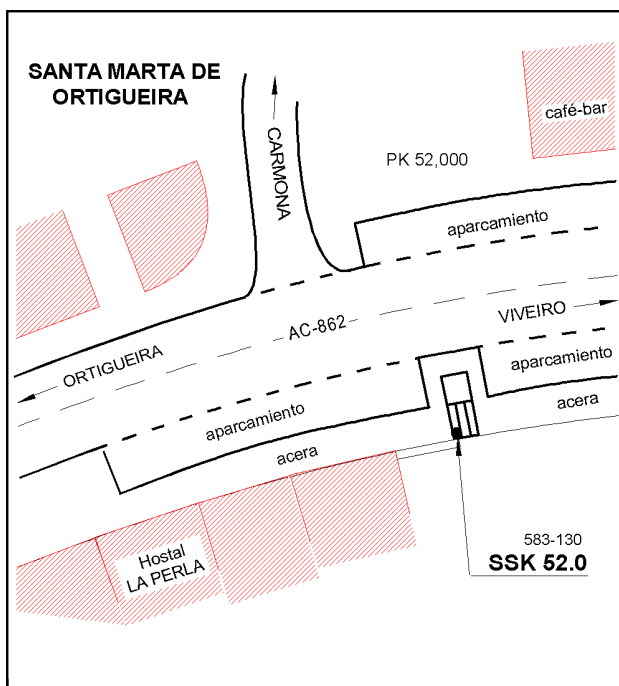 SANTA MARTA DE
ORTIGUEIRA
café-bar
CARMONA
PK 52,000
aparcamiento
VIVEIRO
AC-862
ORTIGUEIRA
aparcamiento
aparcamiento
acera
acera
583-130
SSK 52.0
Hostal
LA PERLA